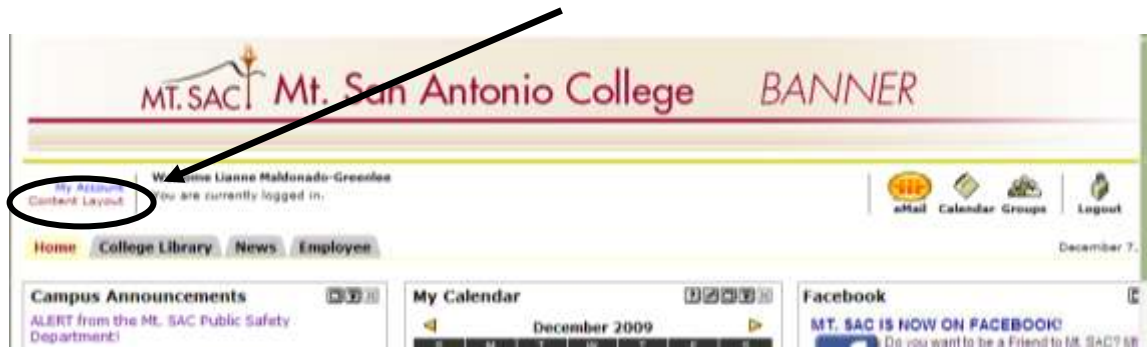 MT. SAC Mt. San Antonio College BANNER
My Account
Content Layout
Welcome Lianne Maldonado-Greenlee
You are currently logged in.
eMail Calendar Groups Logout
Home College Library News Employee
December 7,
Campus Announcements
ALERT from the Mt. SAC Public Safety
Department!
My Calendar
December 2009
S M T W T F S
Facebook
MT. SAC IS NOW ON FACEBOOK!
Do you want to be a Friend to Mt. SAC?